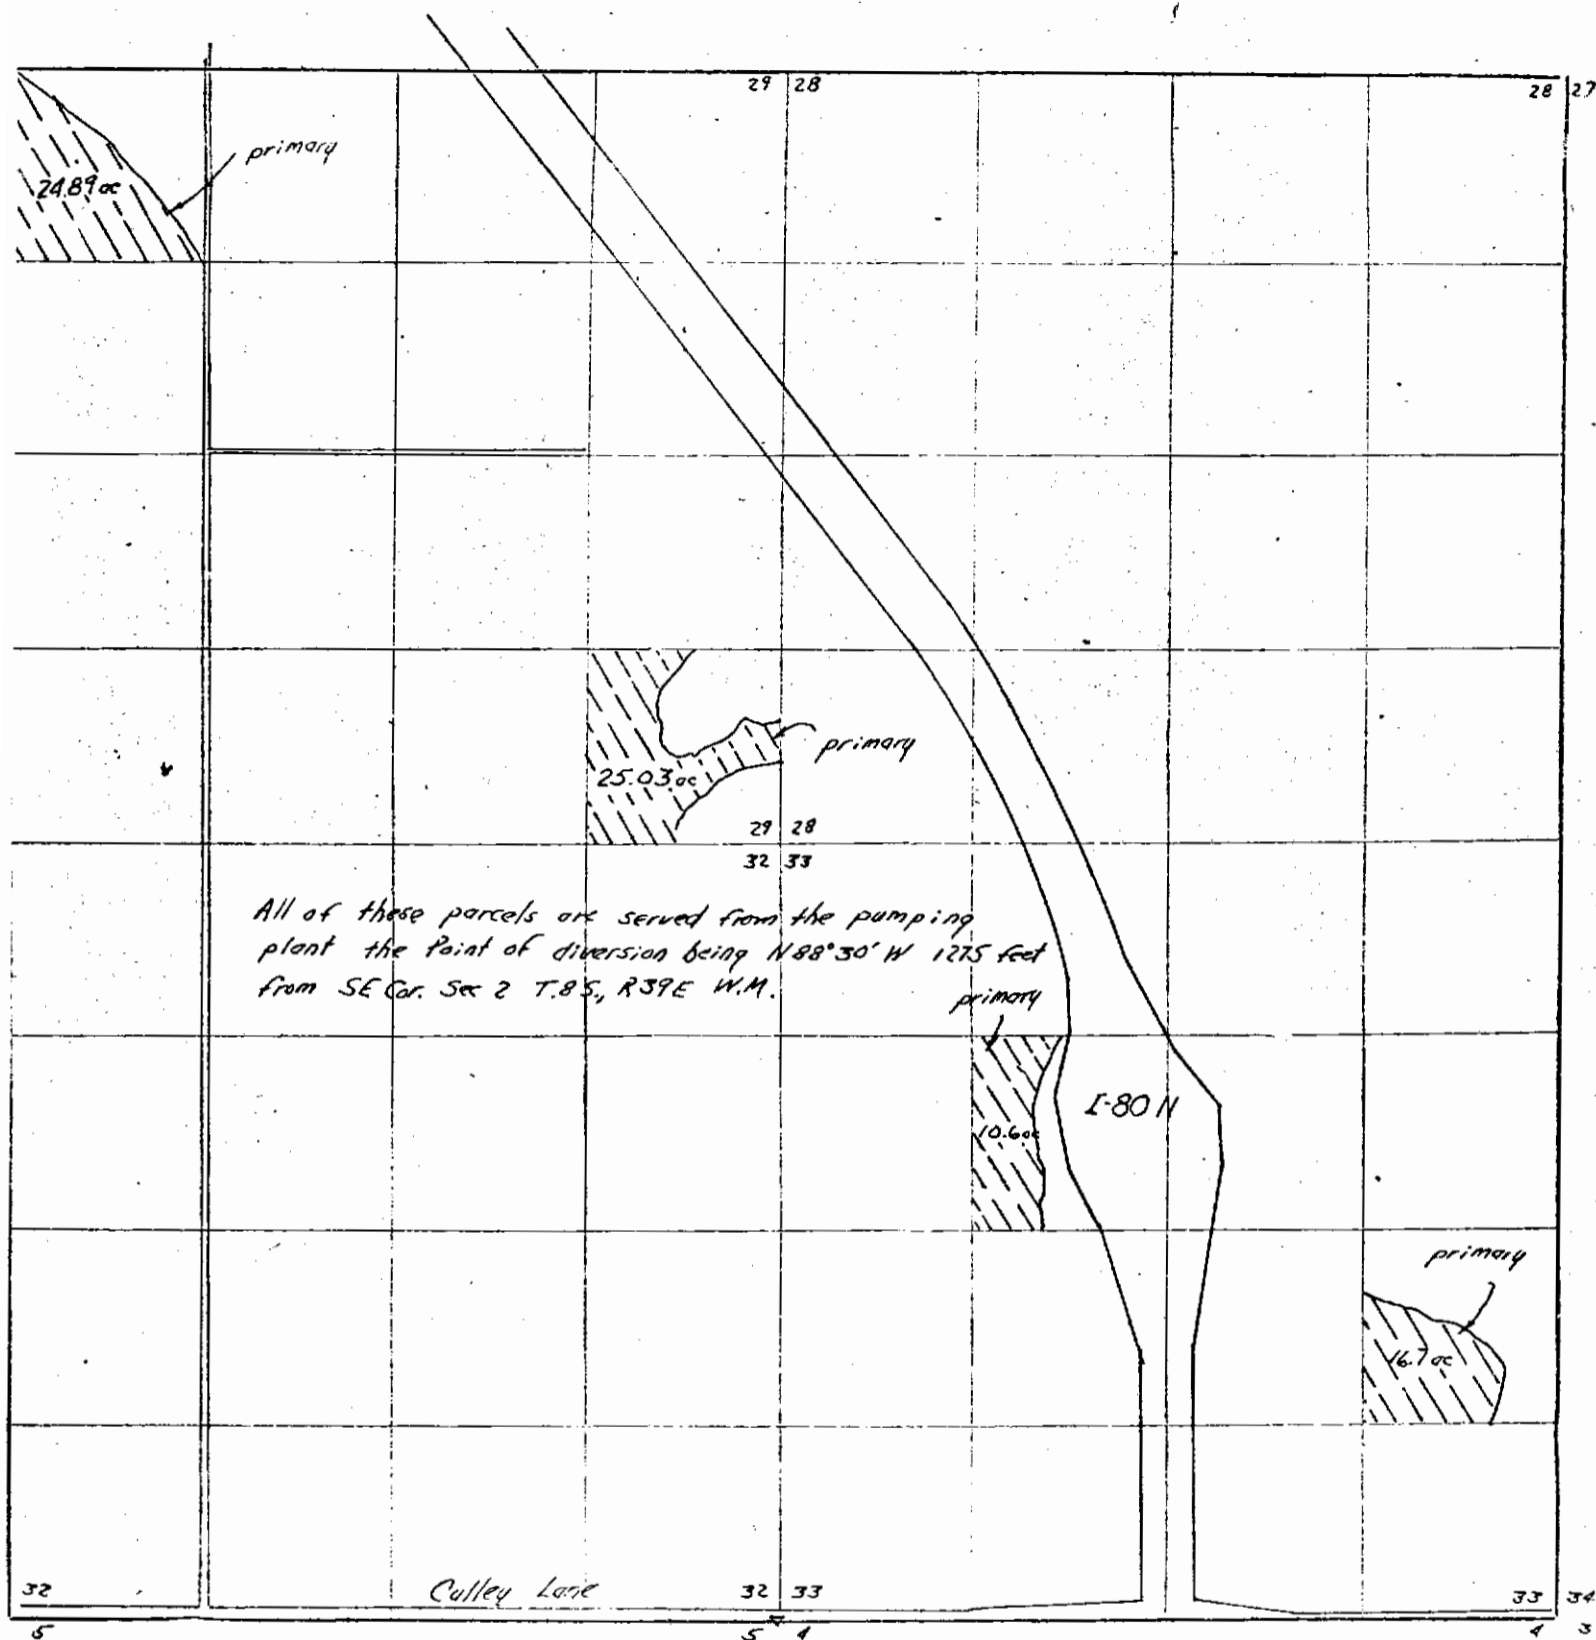 29 28
28 27
primary
24.89 ac
primary
25.03 ac
29 28
32 33
All of these parcels are served from the pumping
plant the Point of diversion being N88°30' W 1275 feet
from SE Cor. Sec 2 T.8S., R39E W.M.
primary
I-80 N
10.6 ac
primary
16.7 ac
32
Culley Lane
32 33
33 34
5
5 4
4 3